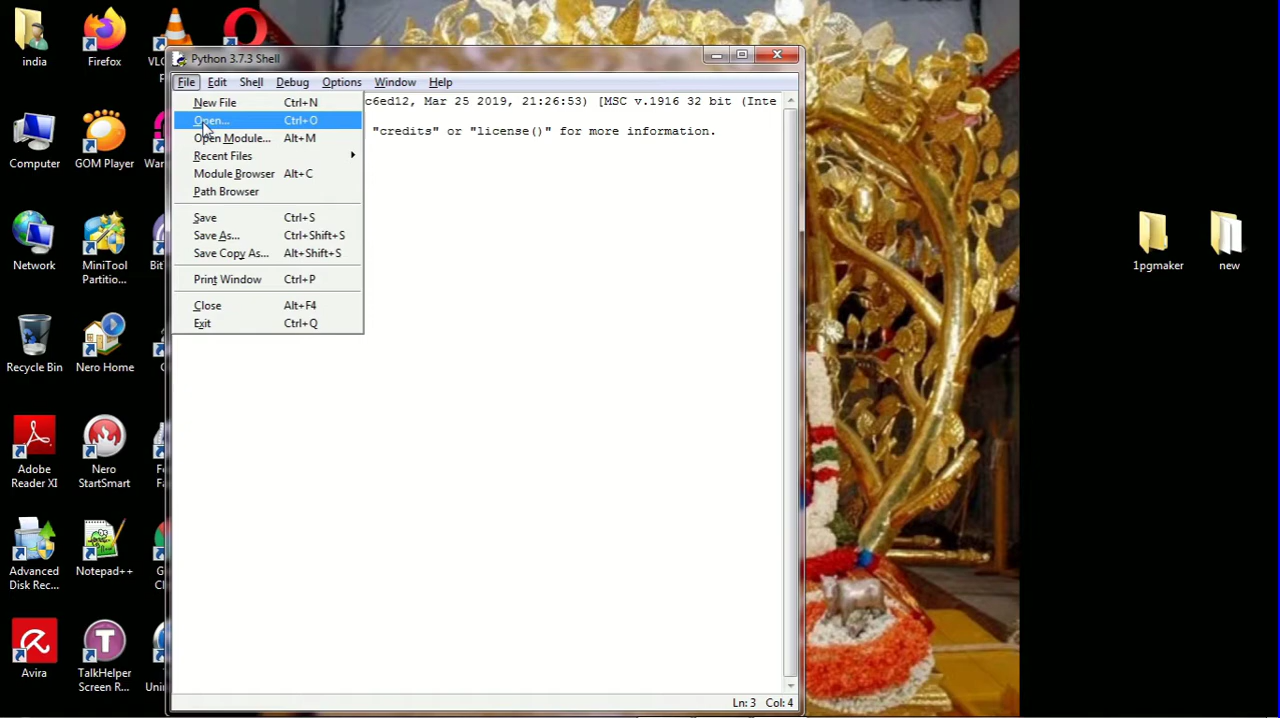 india
Firefox
Python 3.7.3 Shell
File Edit Shell Debug Options Window Help
New File Ctrl+N
Open... Ctrl+O
Open Module... Alt+M
Recent Files
Module Browser Alt+C
Path Browser
Save Ctrl+S
Save As... Ctrl+Shift+S
Save Copy As... Alt+Shift+S
Print Window Ctrl+P
Close Alt+F4
Exit Ctrl+Q
c6ed12, Mar 25 2019, 21:26:53) [MSC v.1916 32 bit (Inte
"credits" or "license()" for more information.
Ln: 3 Col: 4
Computer
GOM Player
Network
MiniTool
Partitio...
Recycle Bin
Nero Home
Adobe
Reader XI
Nero
StartSmart
Advanced
Disk Rec...
Notepad++
Avira
TalkHelper
Screen R...
1pgmaker
new